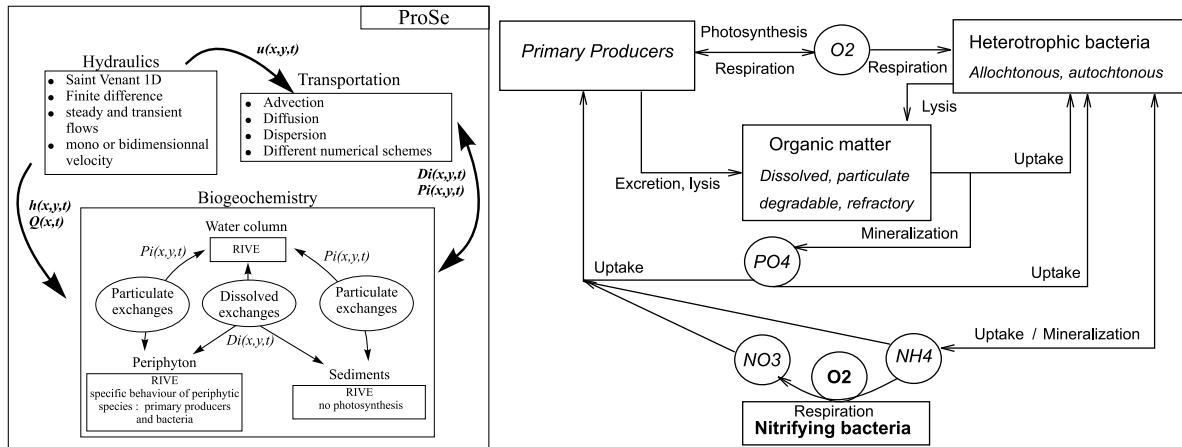 ProSe
u(x,y,t)
Hydraulics
• Saint Venant 1D
• Finite difference
• steady and transient
flows
• mono or bidimensionnal
velocity
Transportation
• Advection
• Diffusion
• Dispersion
• Different numerical schemes
h(x,y,t)
Q(x,t)
Di(x,y,t)
Pi(x,y,t)
Biogeochemistry
Water column
RIVE
Pi(x,y,t)
Pi(x,y,t)
Particulate
exchanges
Dissolved
exchanges
Particulate
exchanges
Di(x,y,t)
Periphyton
RIVE
specific behaviour of periphytic
species : primary producers
and bacteria
Sediments
RIVE
no photosynthesis
Primary Producers
Photosynthesis
Respiration
O2
Respiration
Heterotrophic bacteria
Allochtonous, autochtonous
Lysis
Organic matter
Dissolved, particulate
degradable, refractory
Excretion, lysis
Uptake
Mineralization
PO4
Uptake
Uptake
Uptake / Mineralization
NO3
NH4
O2
Respiration
Nitrifying bacteria